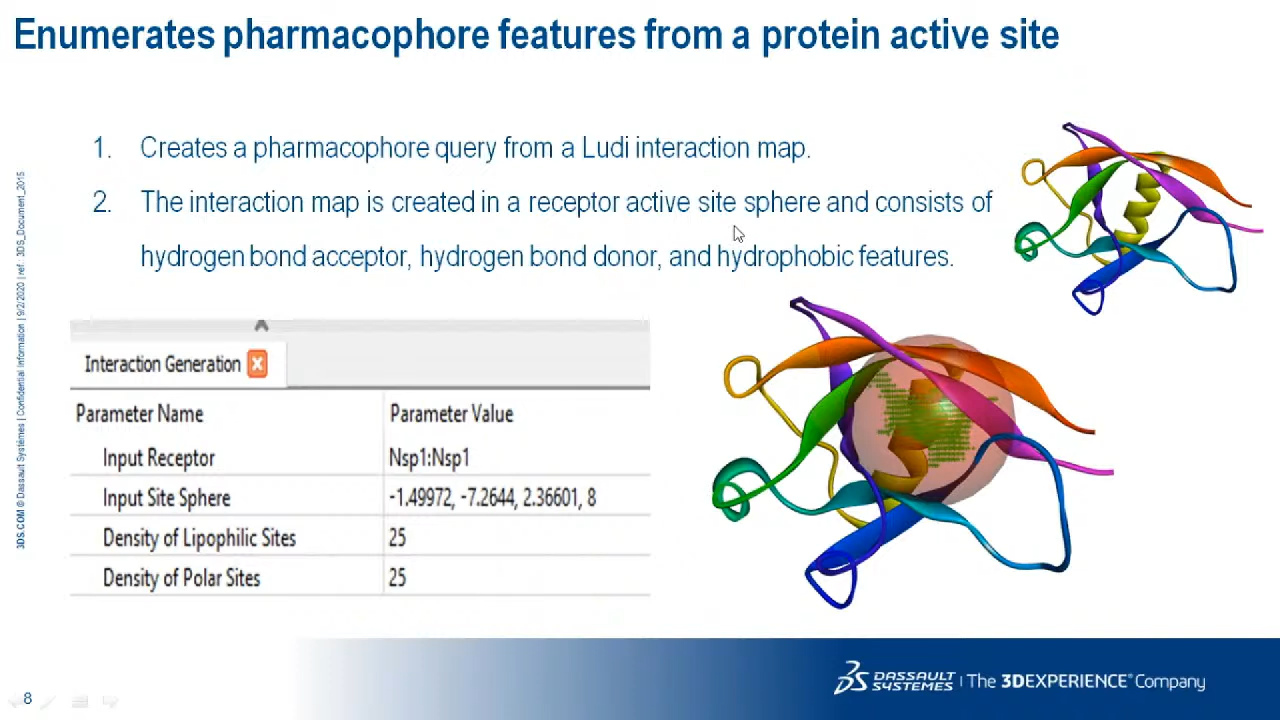 Enumerates pharmacophore features from a protein active site
1. Creates a pharmacophore query from a Ludi interaction map.
2. The interaction map is created in a receptor active site sphere and consists of
hydrogen bond acceptor, hydrogen bond donor, and hydrophobic features.
3DS.COM © Dassault Systèmes | Confidential Information | 9/2/2020 | ref.: 3DS_Document_2015
Interaction Generation
Parameter Name Parameter Value
Input Receptor Nsp1:Nsp1
Input Site Sphere -1.49972, -7.2644, 2.36601, 8
Density of Lipophilic Sites 25
Density of Polar Sites 25
8
DASSAULT
SYSTEMES | The 3DEXPERIENCE® Company